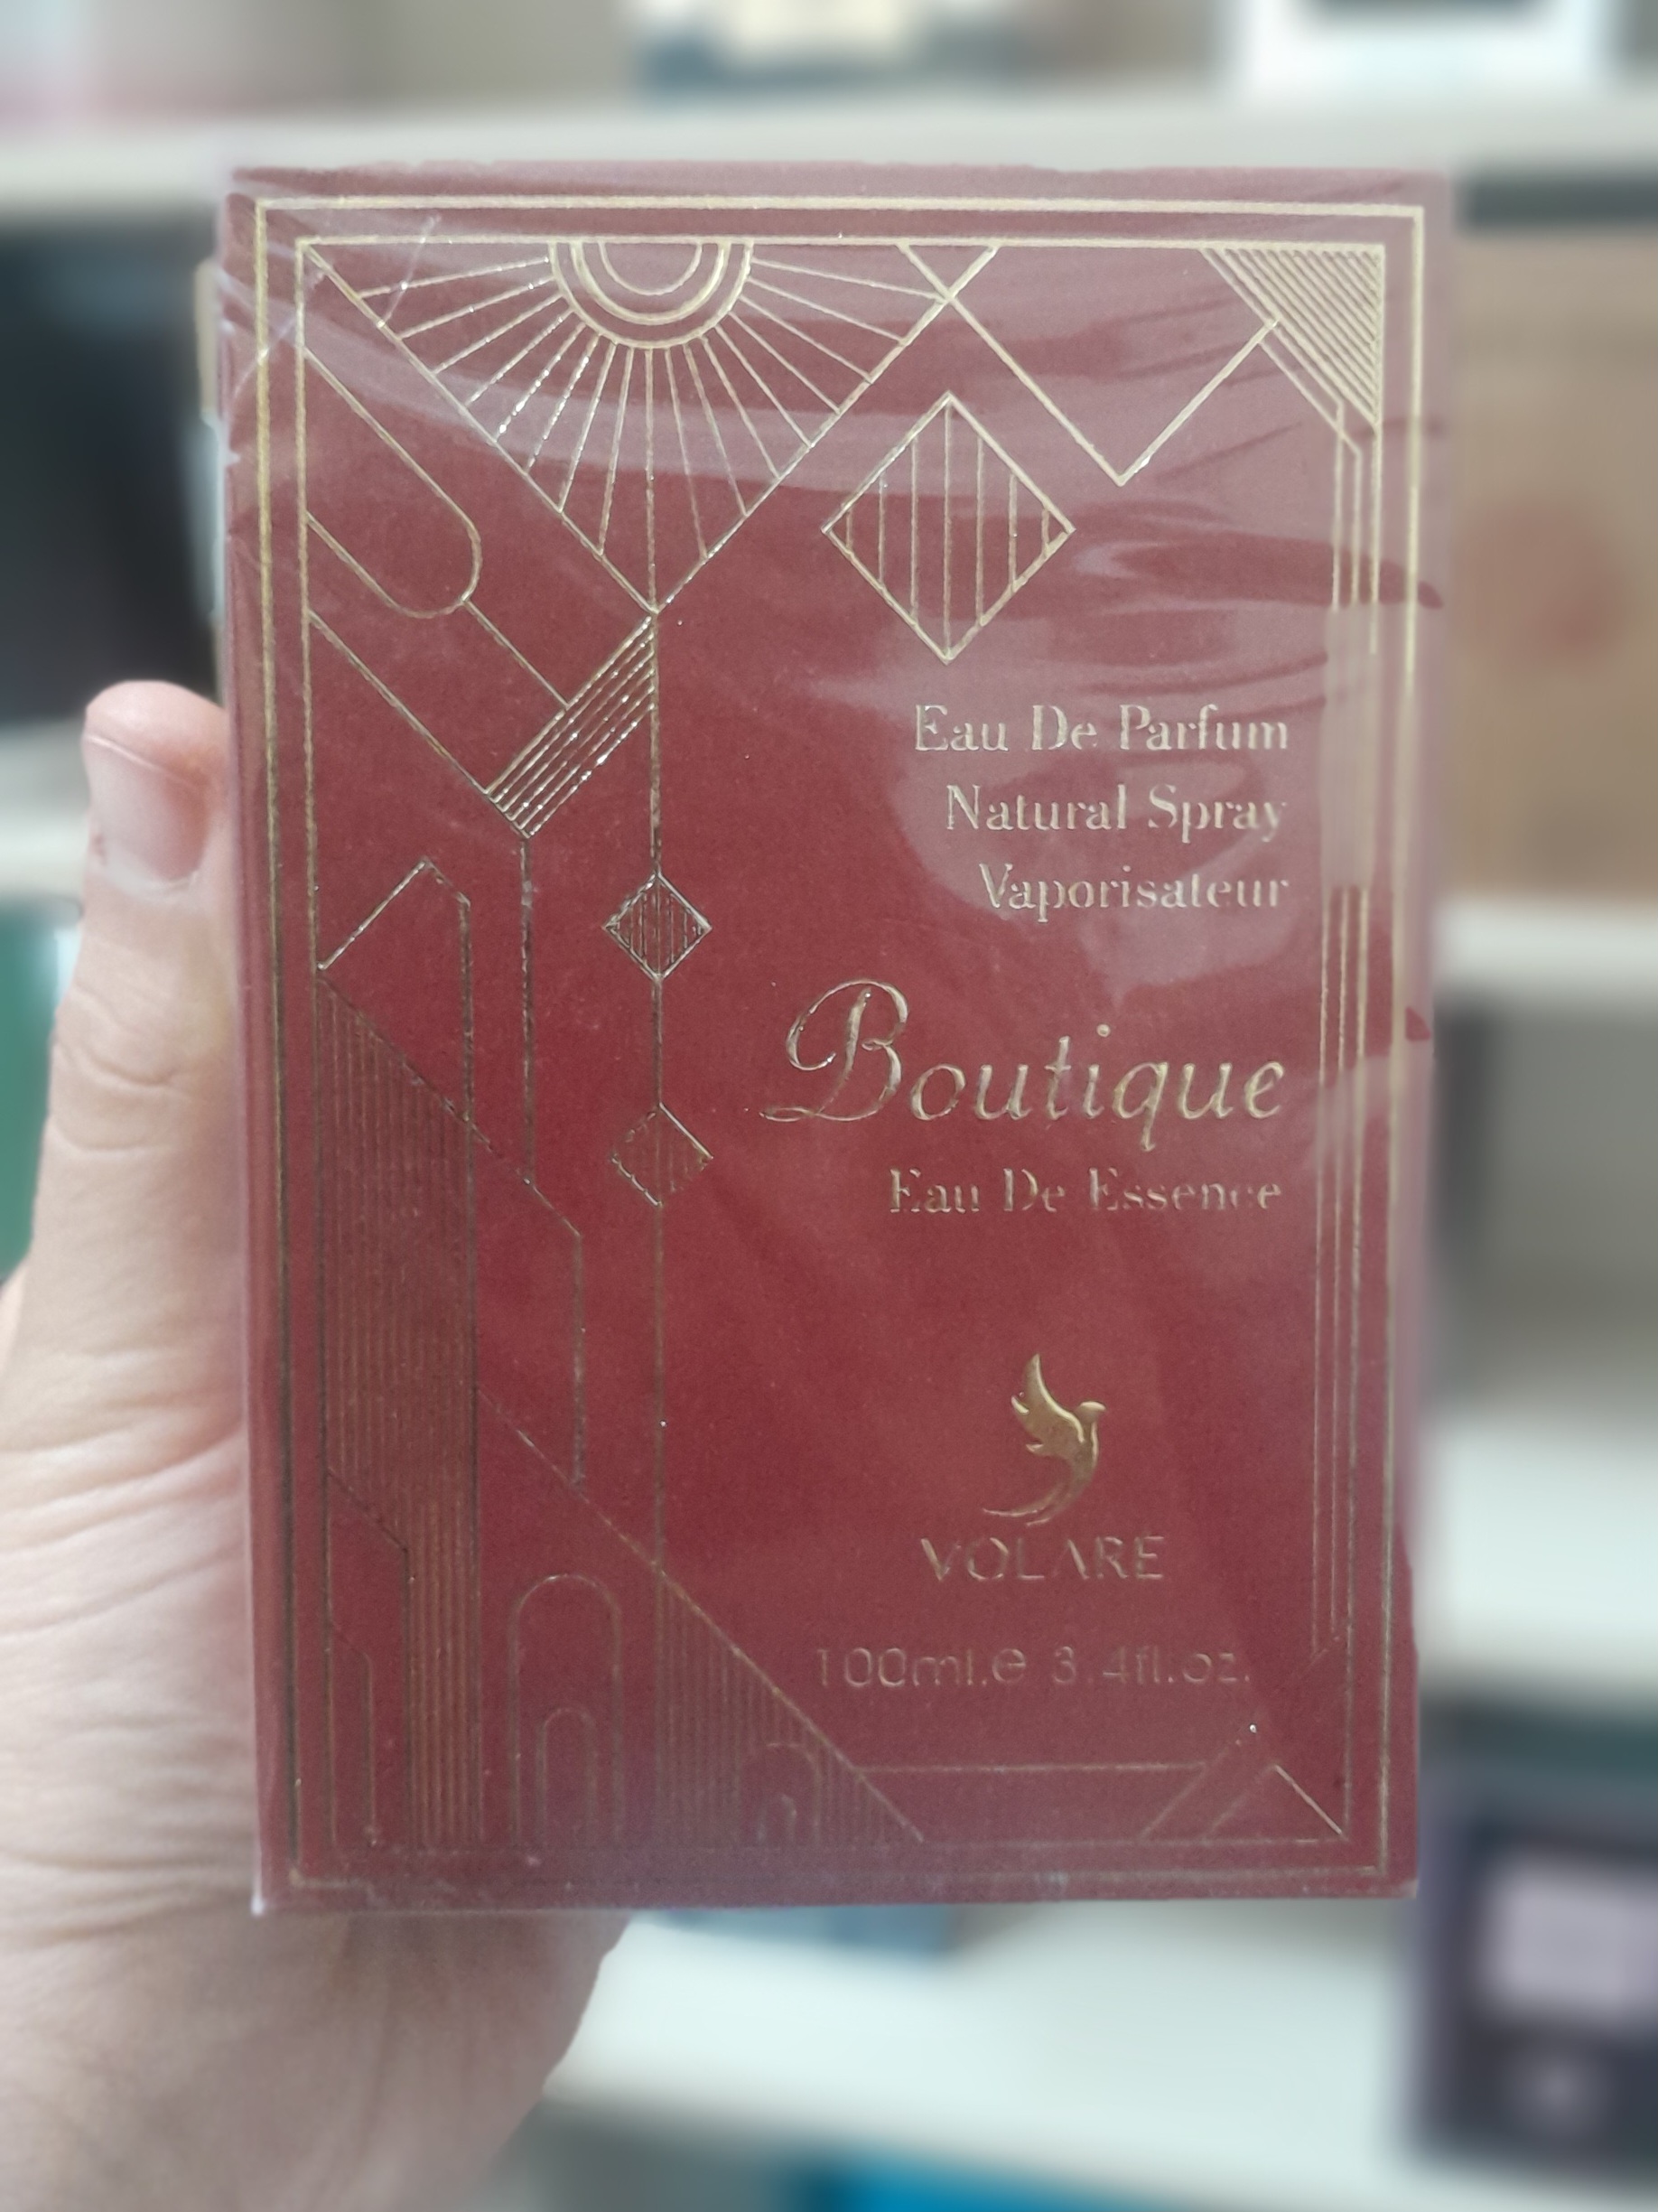 Eau De Parfum
Natural Spray
Vaporisateur
Boutique
Eau De Essence
VOLARE
100ml.e 3.4fl.oz.